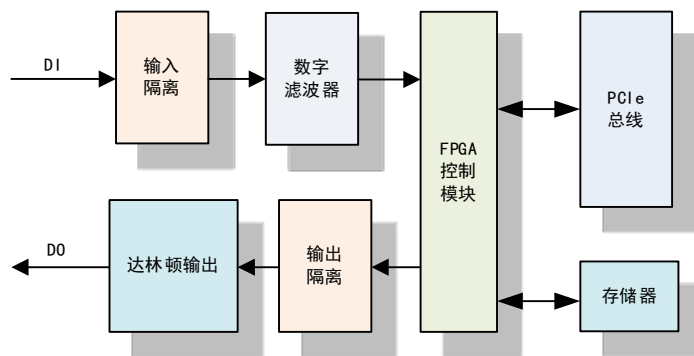 DI
输入
隔离
数字
滤波器
FPGA
控制
模块
PCIe
总线
DO
达林顿输出
输出
隔离
存储器